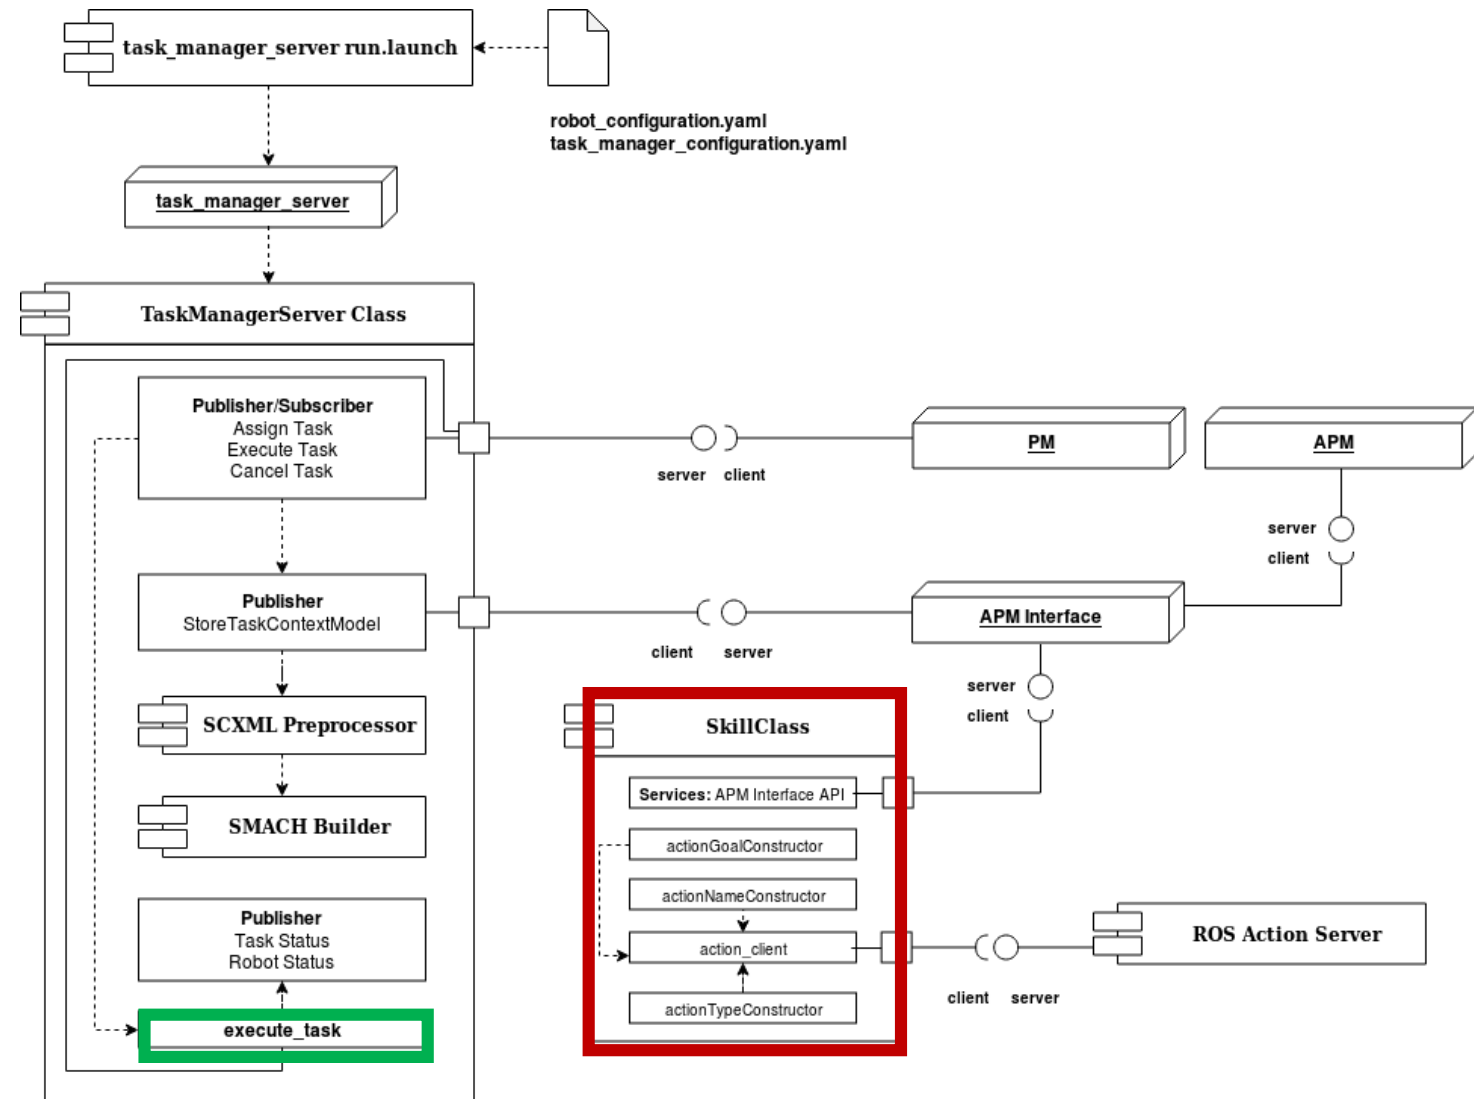 task_manager_server run.launch
robot_configuration.yaml
task_manager_configuration.yaml
task_manager_server
TaskManagerServer Class
Publisher/Subscriber
Assign Task
Execute Task
Cancel Task
server client
PM
APM
server
client
Publisher
StoreTaskContextModel
client server
APM Interface
server
client
SCXML Preprocessor
SMACH Builder
Publisher
Task Status
Robot Status
execute_task
SkillClass
Services: APM Interface API
actionGoalConstructor
actionNameConstructor
action_client
actionTypeConstructor
client server
ROS Action Server